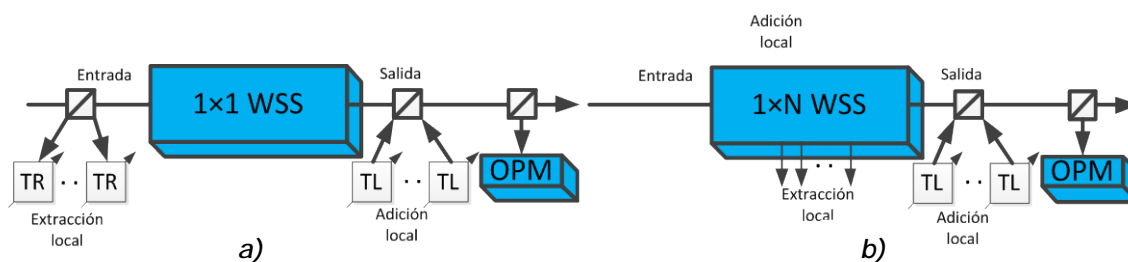 Entrada
1×1 WSS
Salida
TR
. .
TR
Extracción
local
TL
. .
TL
Adición
local
OPM
a)
Adición
local
Entrada
1×N WSS
Salida
. .
Extracción
local
TL
. .
TL
Adición
local
OPM
b)